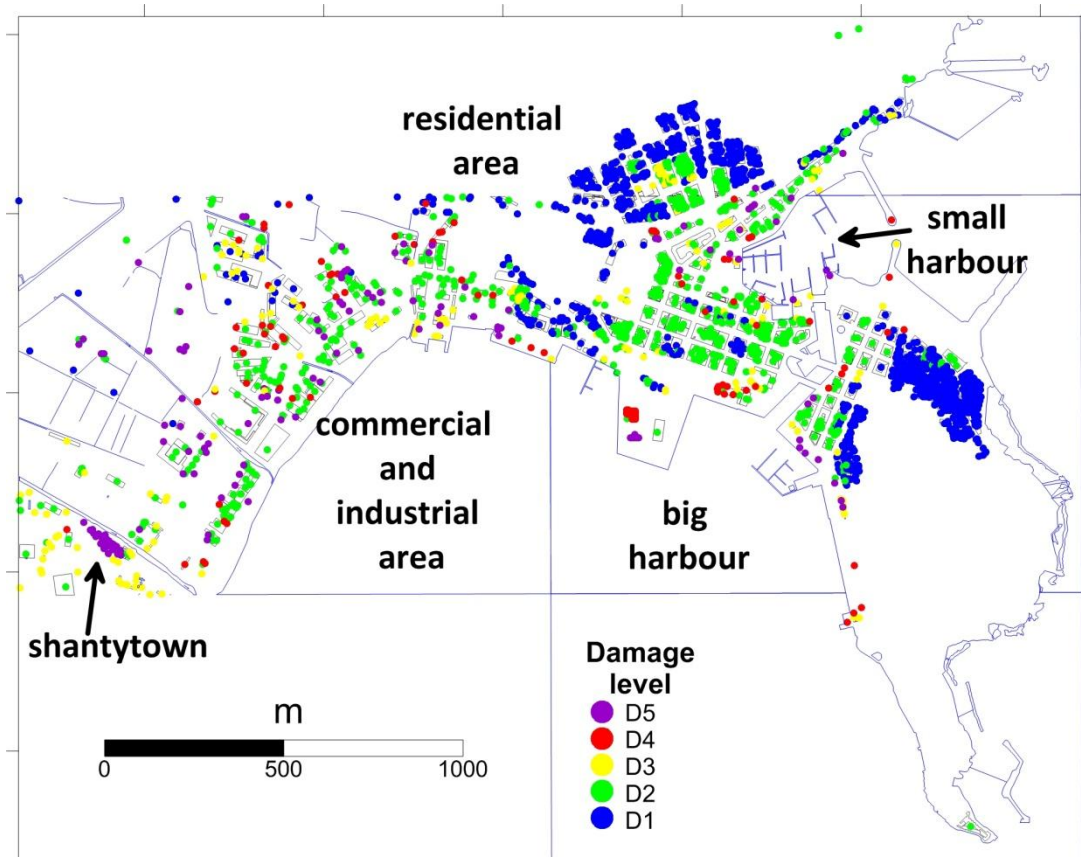 residential
area
small
harbour
commercial
and
industrial
area
big
harbour
shantytown
m
0
500
1000
Damage
level
D5
D4
D3
D2
D1